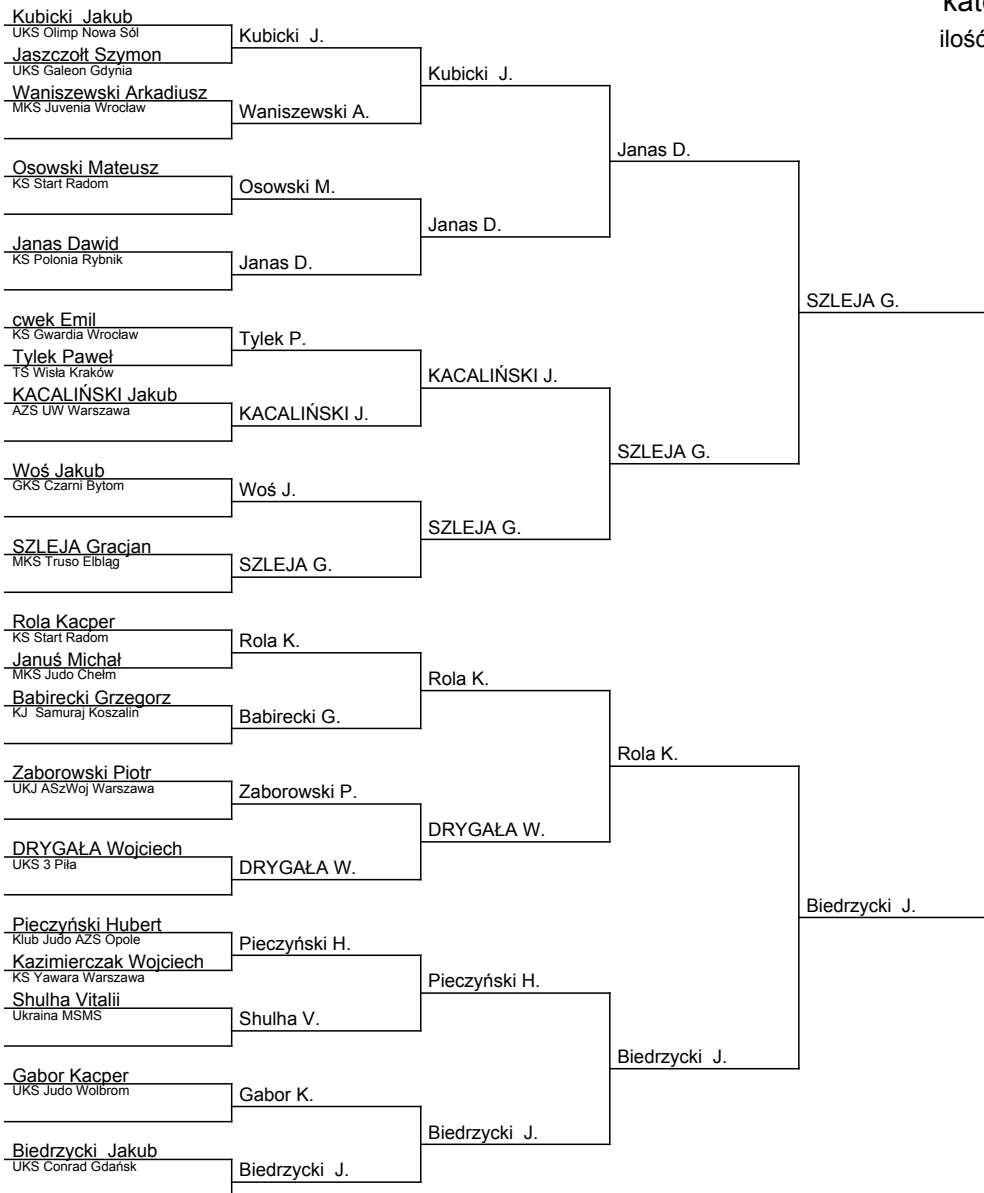 kat
ilość
Kubicki Jakub
UKS Olimp Nowa Sól
Jaszczołt Szymon
UKS Galeon Gdynia
Waniszewski Arkadiusz
MKS Juvenia Wrocław
Osowski Mateusz
KS Start Radom
Janas Dawid
KS Polonia Rybnik
cwek Emil
KS Gwardia Wrocław
Tylek Paweł
TS Wisła Kraków
KACALIŃSKI Jakub
AZS UW Warszawa
Woś Jakub
GKS Czarni Bytom
SZLEJA Gracjan
MKS Truso Elbląg
Rola Kacper
KS Start Radom
Januś Michał
MKS Judo Chełm
Babirecki Grzegorz
KJ Samuraj Koszalin
Zaborowski Piotr
UKJ ASzWoj Warszawa
DRYGAŁA Wojciech
UKS 3 Piła
Pieczyński Hubert
Klub Judo AZS Opole
Kazimierczak Wojciech
KS Yawara Warszawa
Shulha Vitalii
Ukraina MSMS
Gabor Kacper
UKS Judo Wolbrom
Biedrzycki Jakub
UKS Conrad Gdańsk
Kubicki J.
Waniszewski A.
Osowski M.
Janas D.
Tylek P.
KACALIŃSKI J.
Woś J.
SZLEJA G.
Rola K.
Babirecki G.
Zaborowski P.
DRYGAŁA W.
Pieczyński H.
Shulha V.
Gabor K.
Biedrzycki J.
Kubicki J.
Janas D.
KACALIŃSKI J.
SZLEJA G.
Rola K.
DRYGAŁA W.
Pieczyński H.
Biedrzycki J.
Janas D.
SZLEJA G.
Rola K.
Biedrzycki J.
SZLEJA G.
Biedrzycki J.